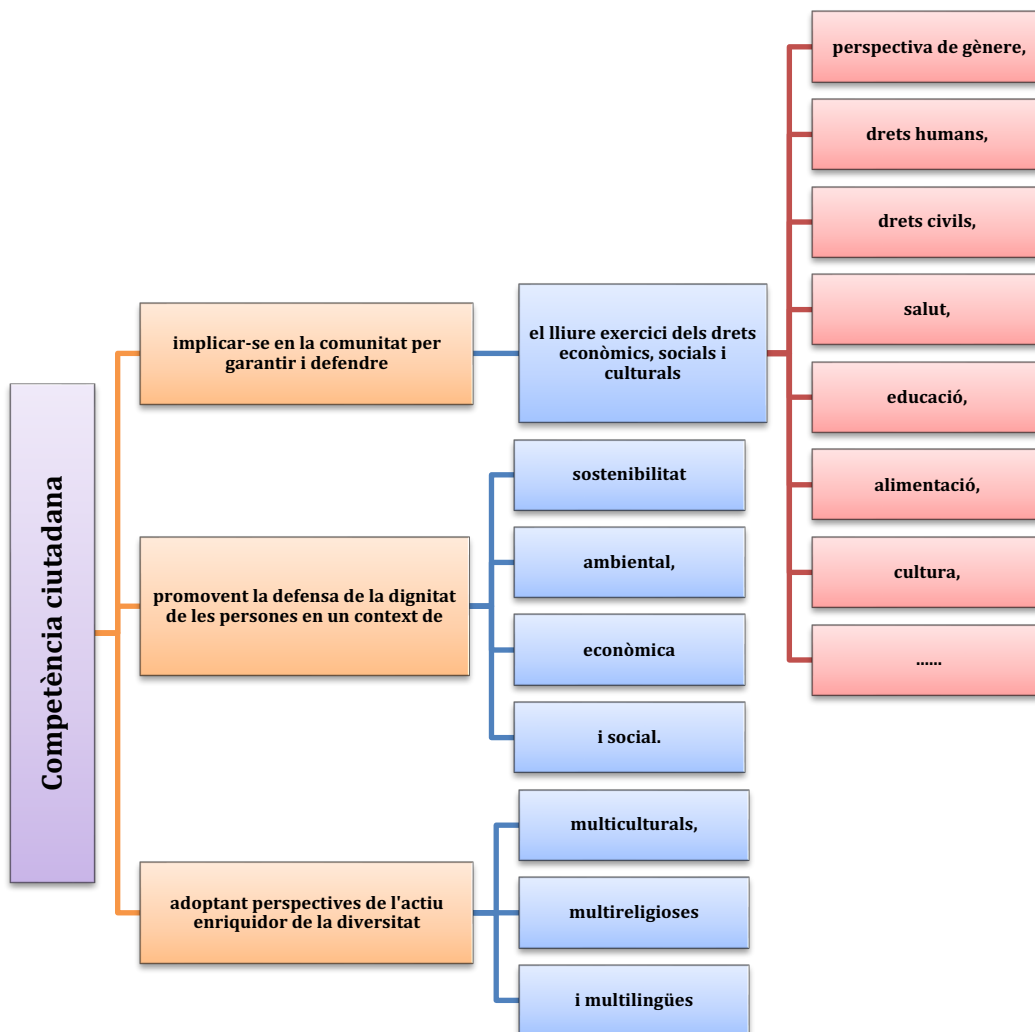 Competència ciutadana
implicar-se en la comunitat per
garantir i defendre
el lliure exercici dels drets
econòmics, socials i
culturals
perspectiva de gènere,
drets humans,
drets civils,
salut,
educació,
alimentació,
cultura,
......
promovent la defensa de la dignitat
de les persones en un context de
sostenibilitat
ambiental,
econòmica
i social.
adoptant perspectives de l'actiu
enriquidor de la diversitat
multiculturals,
multireligioses
i multilingües